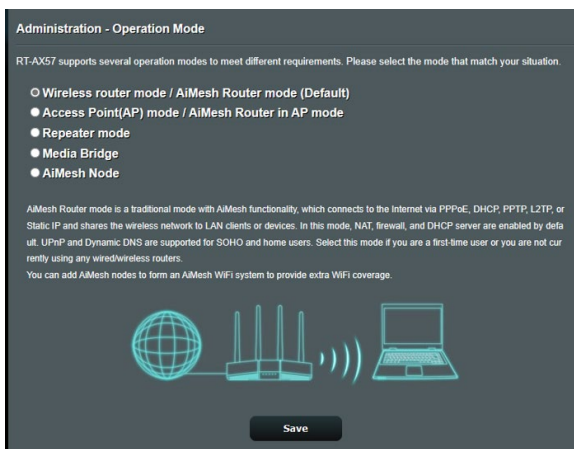 Administration - Operation Mode
RT-AX57 supports several operation modes to meet different requirements. Please select the mode that match your situation.
Wireless router mode / AiMesh Router mode (Default)
Access Point(AP) mode / AiMesh Router in AP mode
Repeater mode
Media Bridge
AiMesh Node
AiMesh Router mode is a traditional mode with AiMesh functionality, which connects to the Internet via PPPoE, DHCP, PPTP, L2TP, or
Static IP and shares the wireless network to LAN clients or devices. In this mode, NAT, firewall, and DHCP server are enabled by defa
ult. UPnP and Dynamic DNS are supported for SOHO and home users. Select this mode if you are a first-time user or you are not cur
rently using any wired/wireless routers.
You can add AiMesh nodes to form an AiMesh WiFi system to provide extra WiFi coverage.
Save